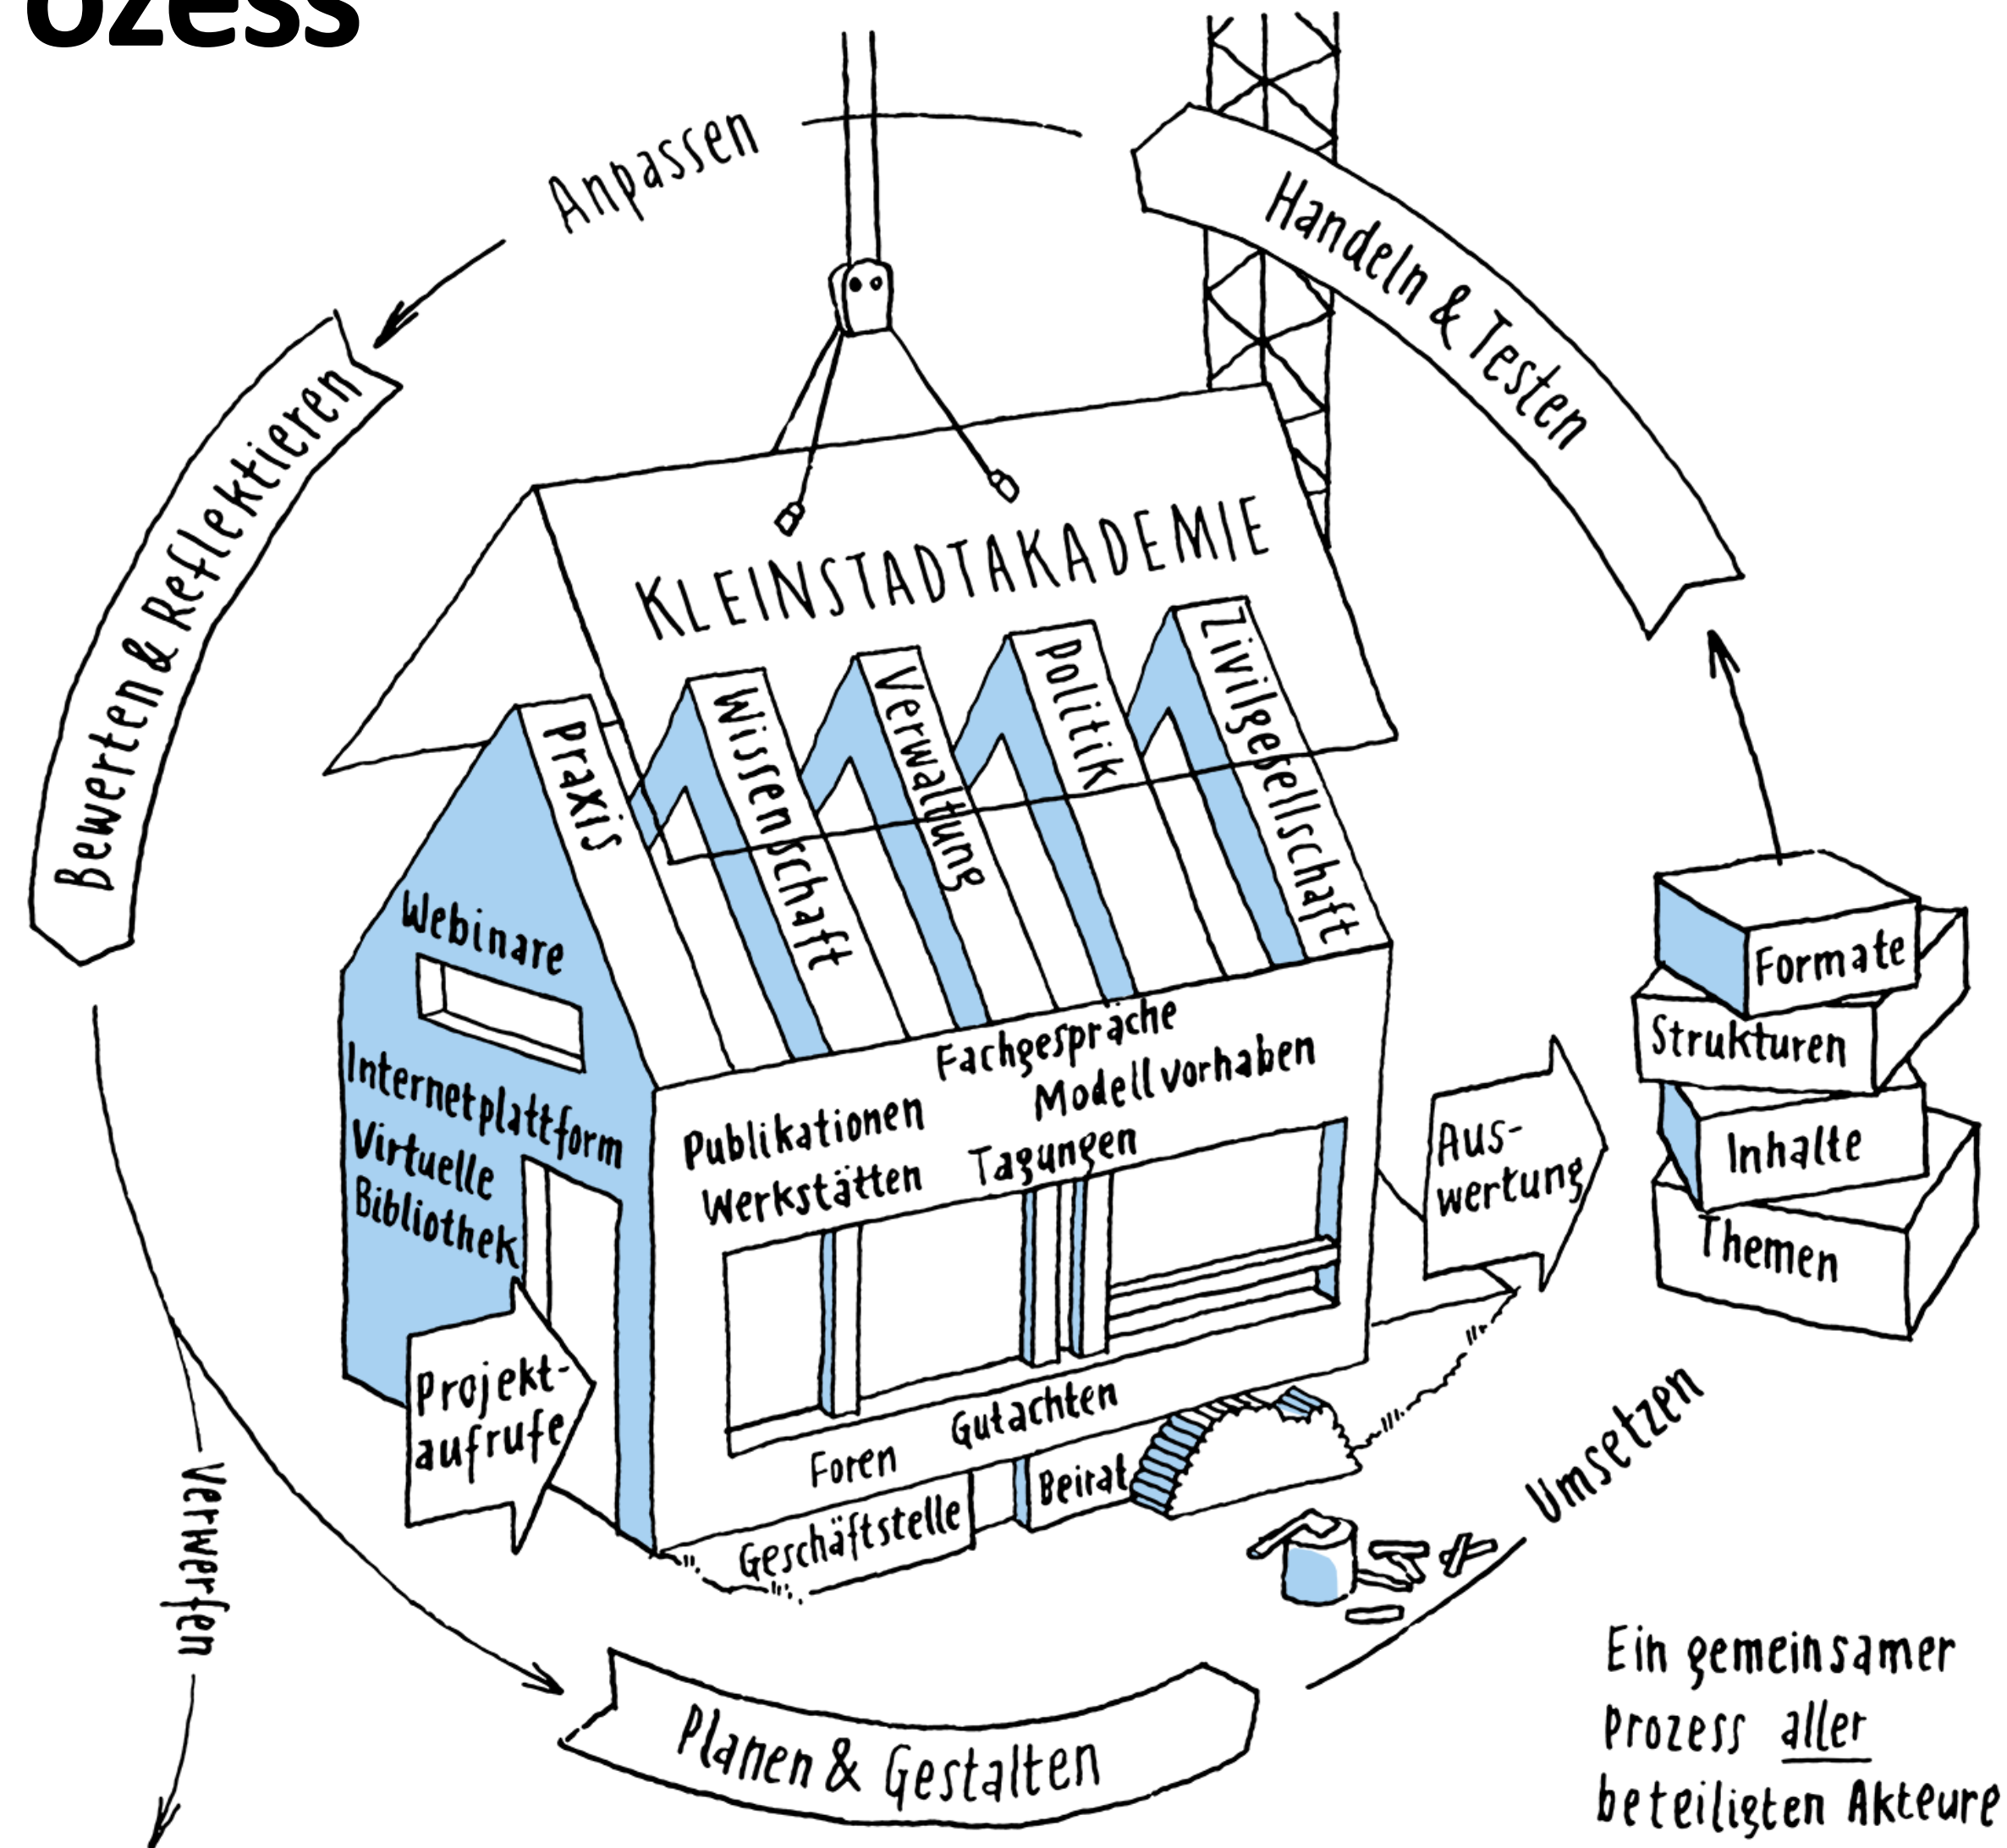 ozess
Anpassen
Handeln & Testen
Bewerten & Reflektieren
KLEINSTADTAKADEMIE
Praxis
Wissenschaft
Verwaltung
Politik
Zivilgesellschaft
Webinare
Internetplattform
Virtuelle
Bibliothek
Fachgespräche
Modellvorhaben
Publikationen
Tagungen
Werkstätten
Projekt-
aufrufe
Foren
Gutachten
Geschäftstelle
Beirat
Aus-
wertung
Formate
Strukturen
Inhalte
Themen
Umsetzen
Verwerfen
Planen & Gestalten
Ein gemeinsamer
Prozess aller
beteiligten Akteure